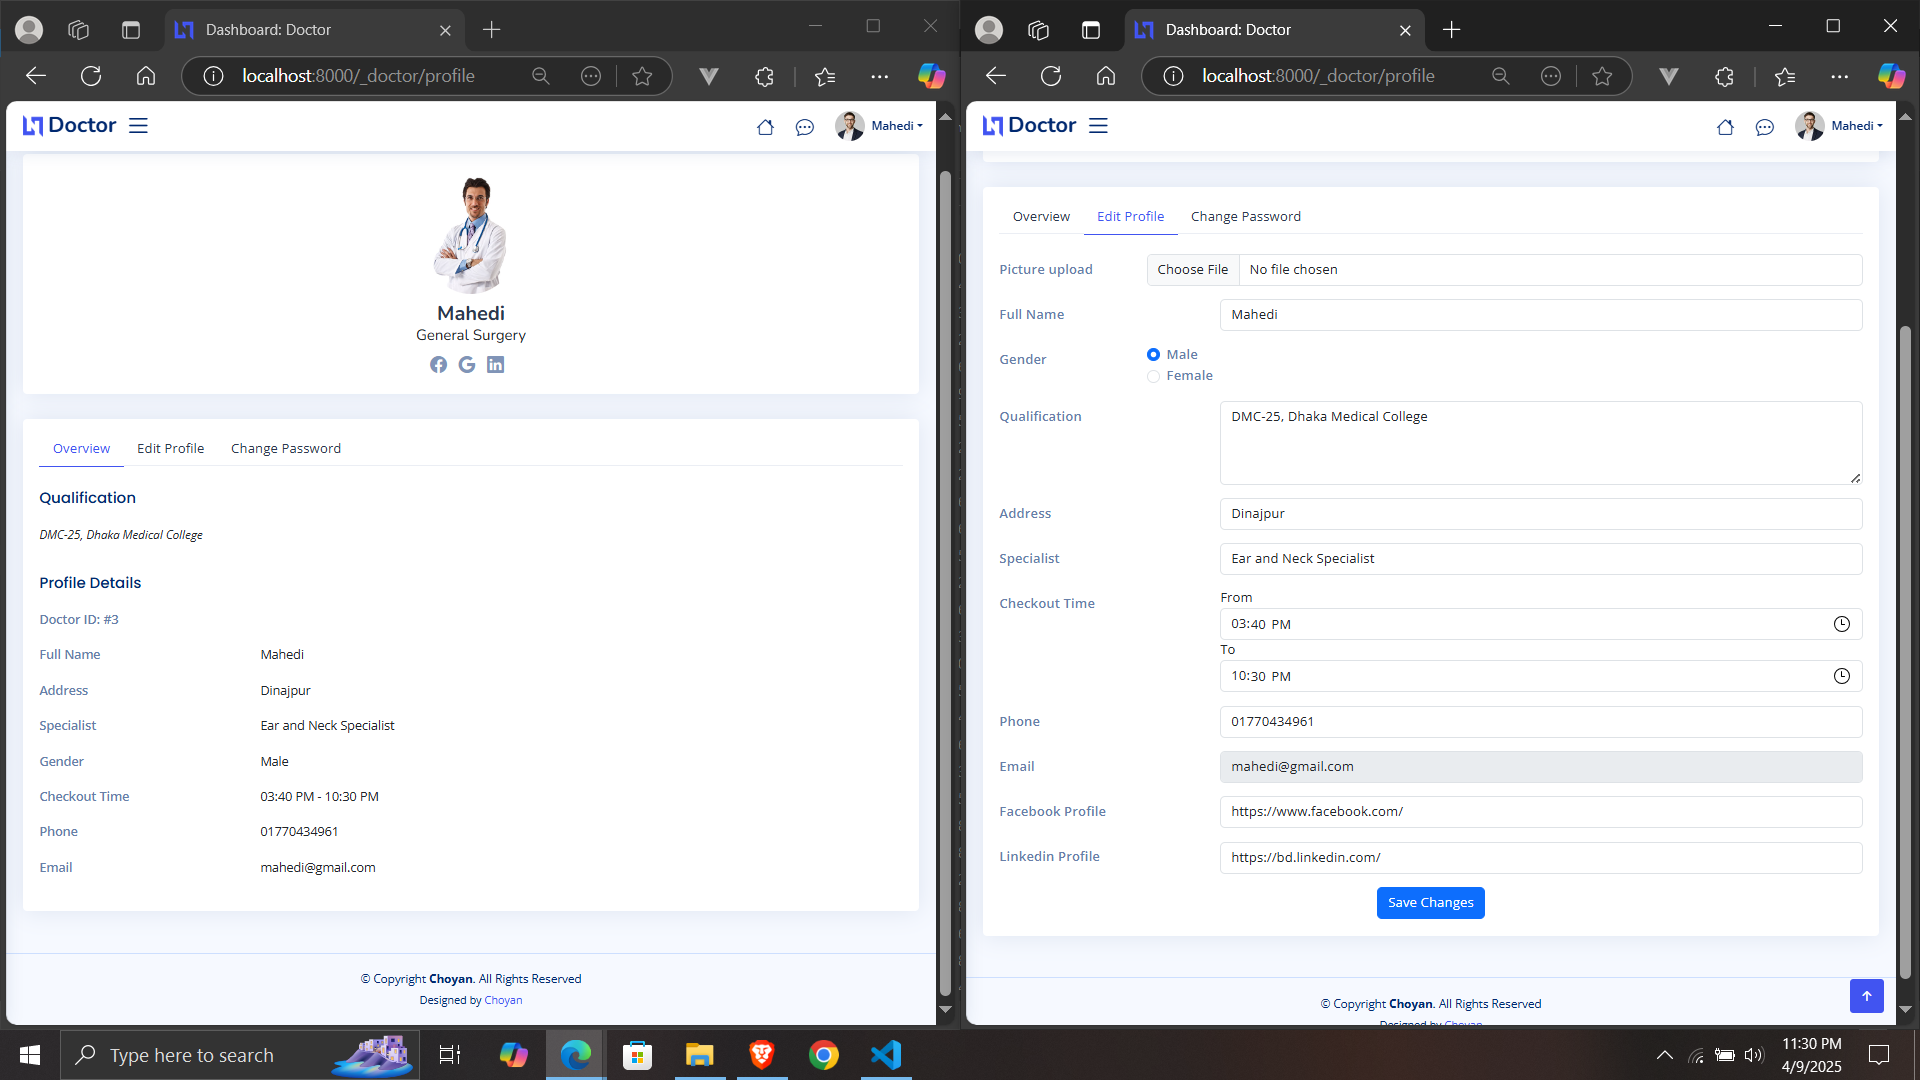 Dashboard: Doctor
localhost:8000/_doctor/profile
Doctor
Mahedi
Mahedi
General Surgery
Overview Edit Profile Change Password
Qualification
DMC-25, Dhaka Medical College
Profile Details
Doctor ID: #3
Full Name Mahedi
Address Dinajpur
Specialist Ear and Neck Specialist
Gender Male
Checkout Time 03:40 PM - 10:30 PM
Phone 01770434961
Email mahedi@gmail.com
© Copyright Choyan. All Rights Reserved
Designed by Choyan
Dashboard: Doctor
localhost:8000/_doctor/profile
Doctor
Mahedi
Overview Edit Profile Change Password
Picture upload Choose File No file chosen
Full Name Mahedi
Gender Male
Female
Qualification DMC-25, Dhaka Medical College
Address Dinajpur
Specialist Ear and Neck Specialist
Checkout Time From
03:40 PM
To
10:30 PM
Phone 01770434961
Email mahedi@gmail.com
Facebook Profile https://www.facebook.com/
Linkedin Profile https://bd.linkedin.com/
Save Changes
© Copyright Choyan. All Rights Reserved
Designed by Choyan
Type here to search
11:30 PM
4/9/2025